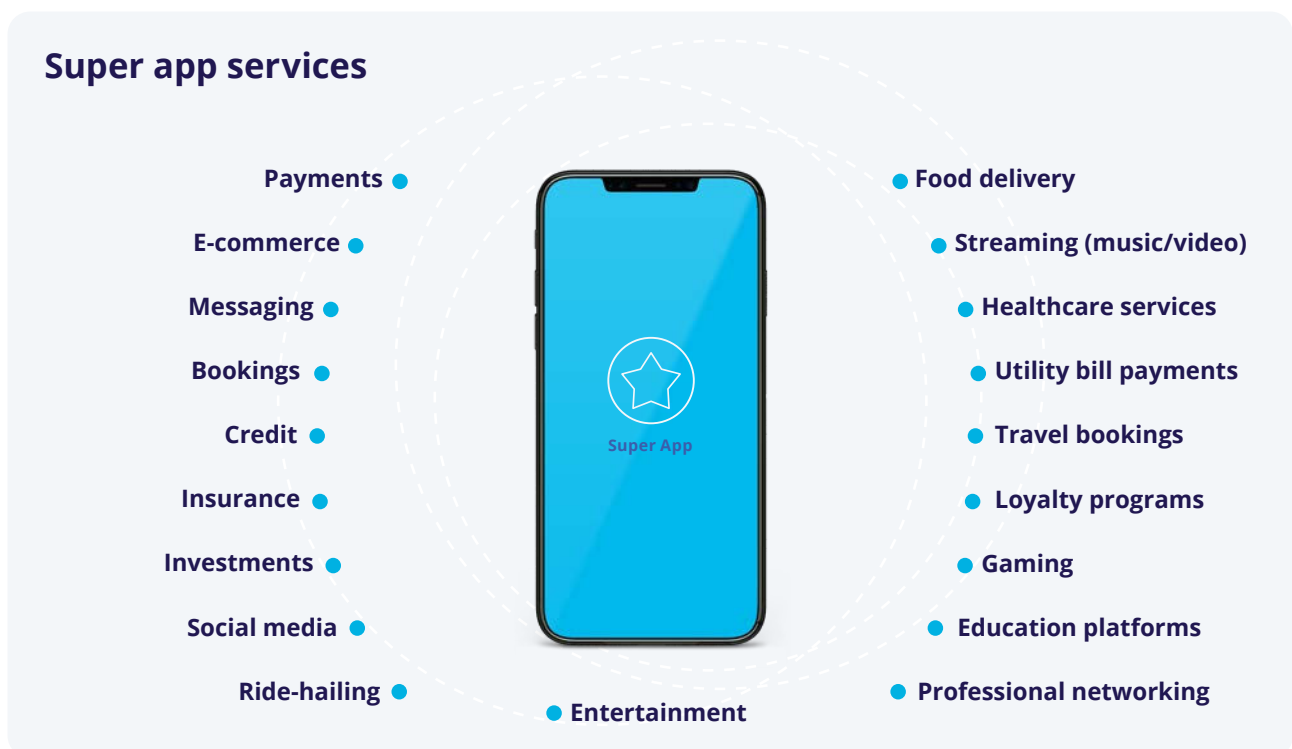 Super app services
Payments
E-commerce
Messaging
Bookings
Credit
Insurance
Investments
Social media
Ride-hailing
Super App
Entertainment
Food delivery
Streaming (music/video)
Healthcare services
Utility bill payments
Travel bookings
Loyalty programs
Gaming
Education platforms
Professional networking